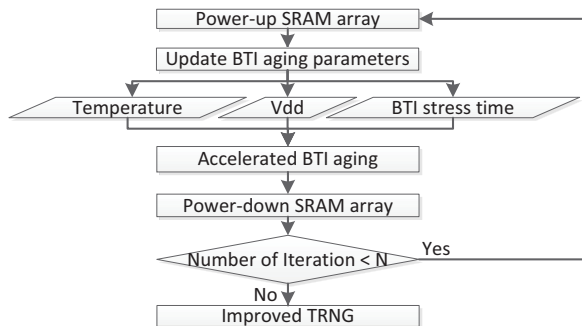 Power-up SRAM array
Update BTI aging parameters
Temperature
Vdd
BTI stress time
Accelerated BTI aging
Power-down SRAM array
Number of Iteration < N
Yes
No
Improved TRNG